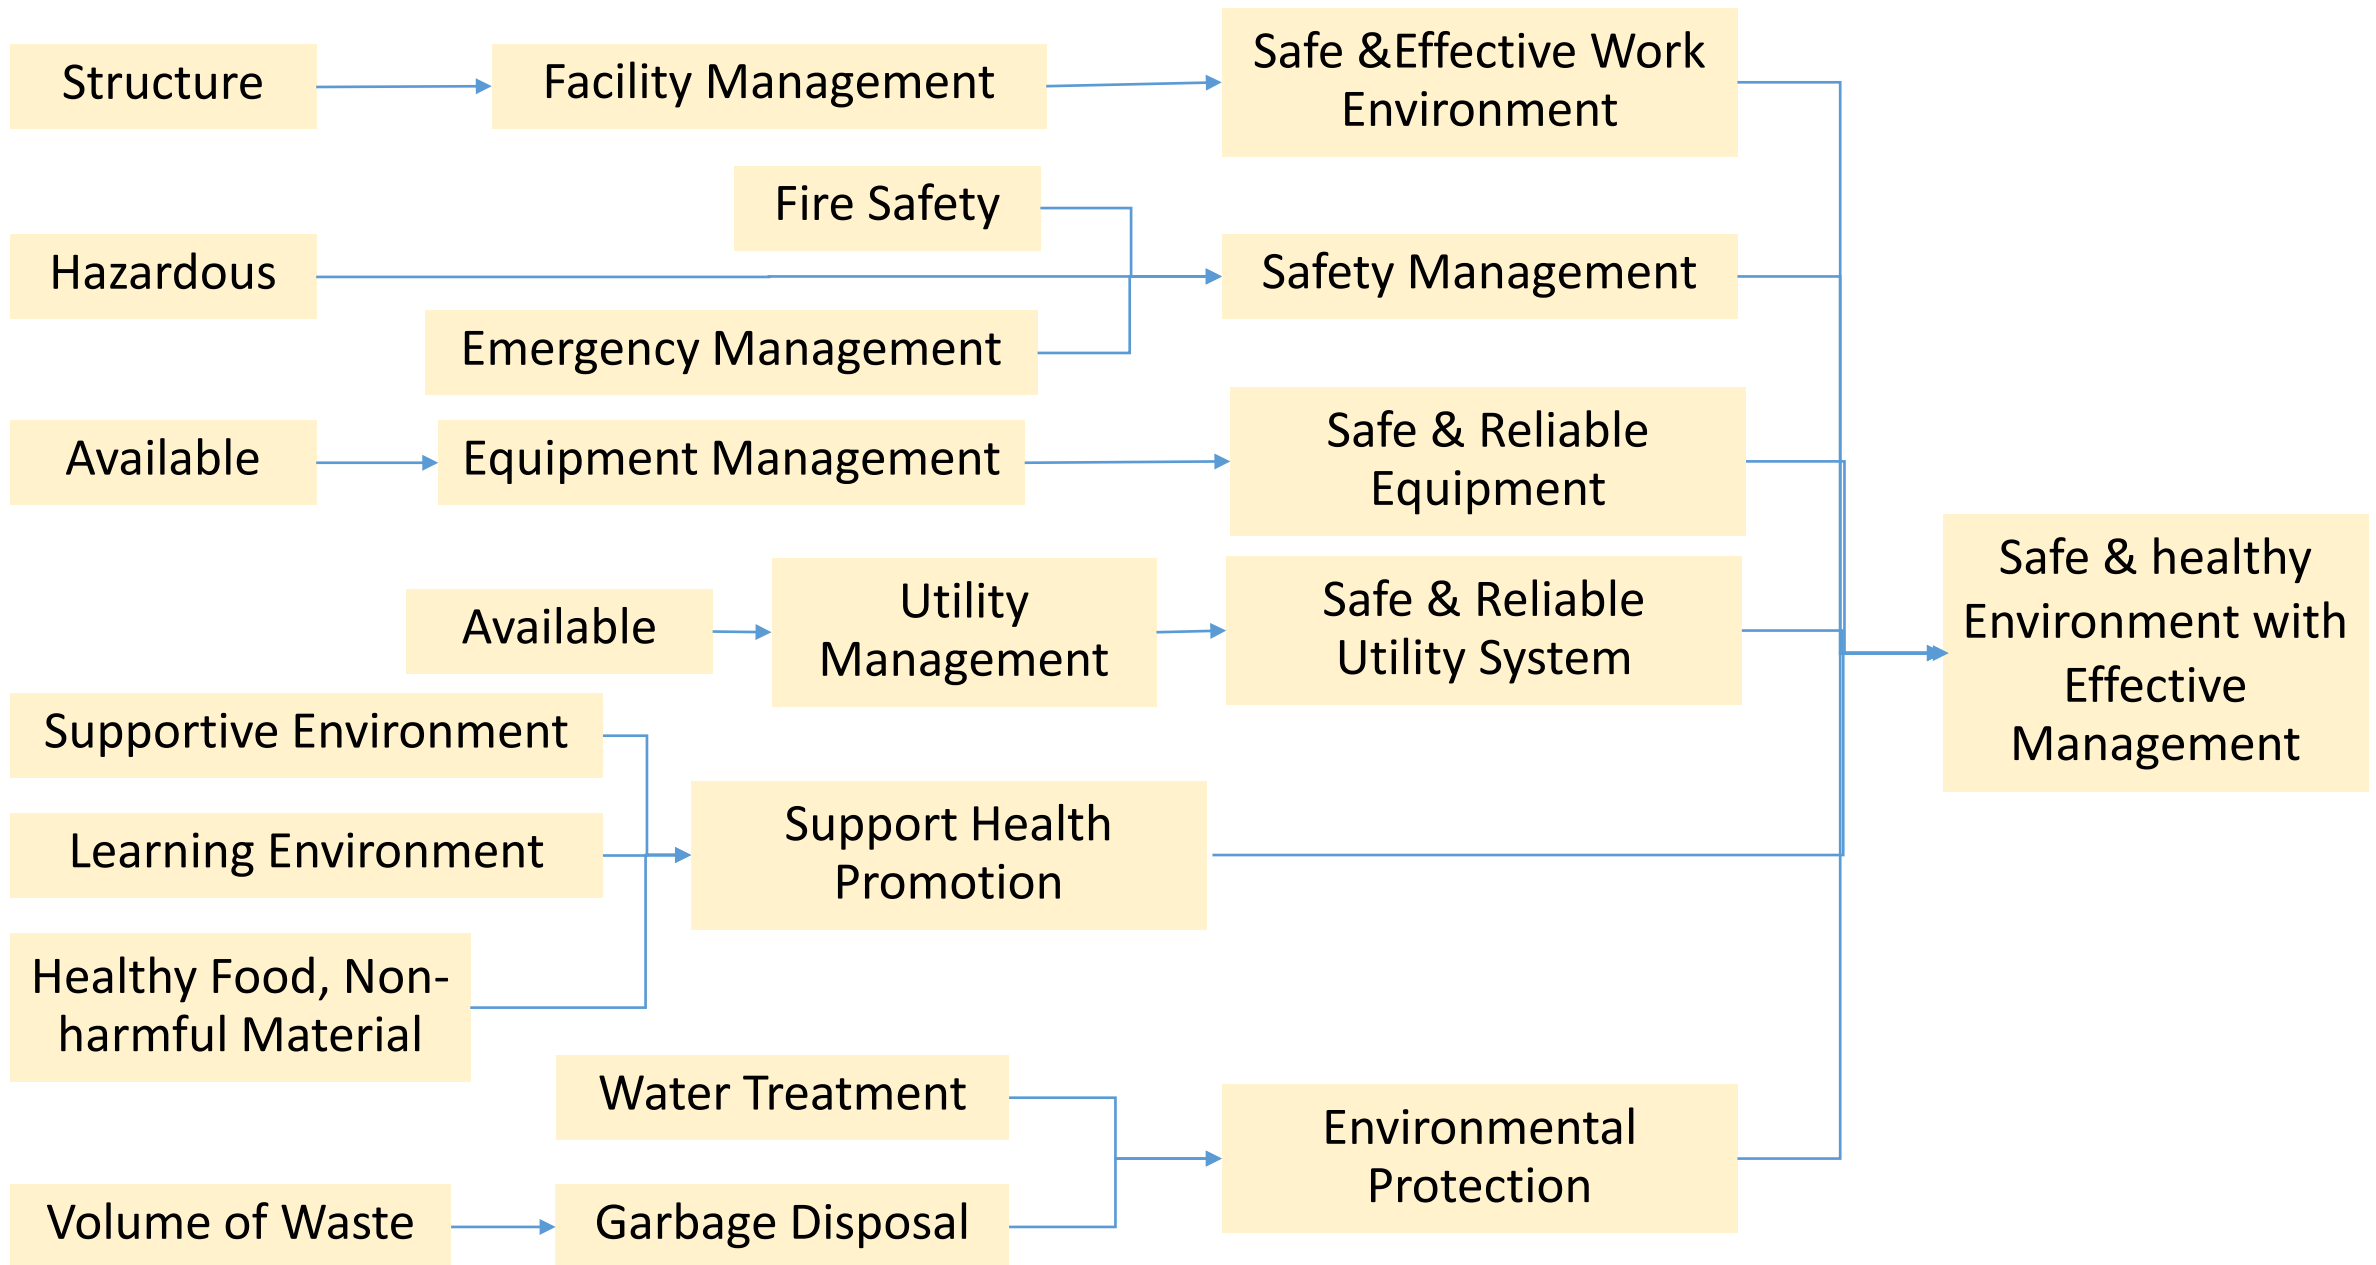 Structure
Facility Management
Safe &Effective Work
Environment
Fire Safety
Hazardous
Safety Management
Emergency Management
Available
Equipment Management
Safe & Reliable
Equipment
Available
Utility
Management
Safe & Reliable
Utility System
Safe & healthy
Environment with
Effective
Management
Supportive Environment
Learning Environment
Support Health
Promotion
Healthy Food, Non-
harmful Material
Water Treatment
Environmental
Protection
Volume of Waste
Garbage Disposal